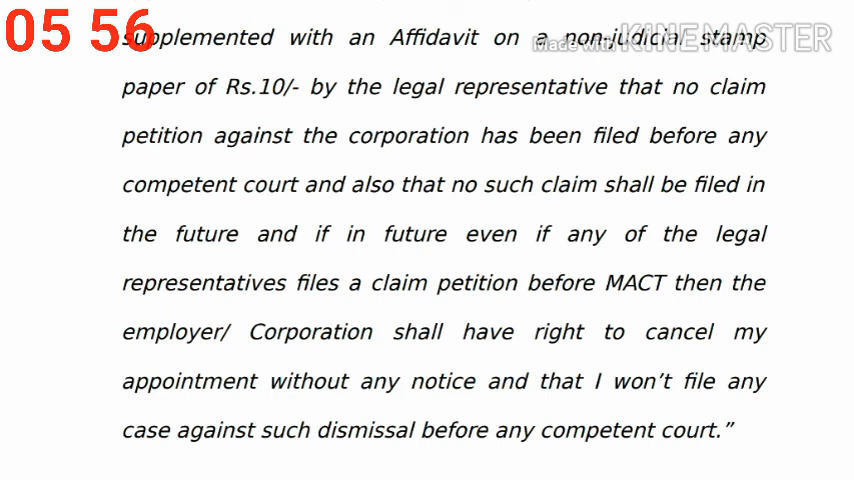 05 56
Made with KINEMASTER
supplemented with an Affidavit on a non-judicial stamp
paper of Rs.10/- by the legal representative that no claim
petition against the corporation has been filed before any
competent court and also that no such claim shall be filed in
the future and if in future even if any of the legal
representatives files a claim petition before MACT then the
employer/ Corporation shall have right to cancel my
appointment without any notice and that I won’t file any
case against such dismissal before any competent court.”